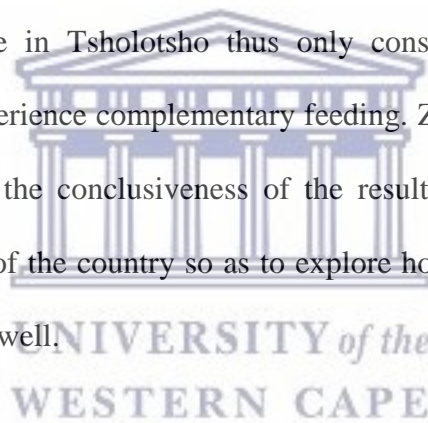 e in Tsholotsho thus only cons
perience complementary feeding. Z
the conclusiveness of the result
of the country so as to explore ho
well.
UNIVERSITY of the
WESTERN CAPE